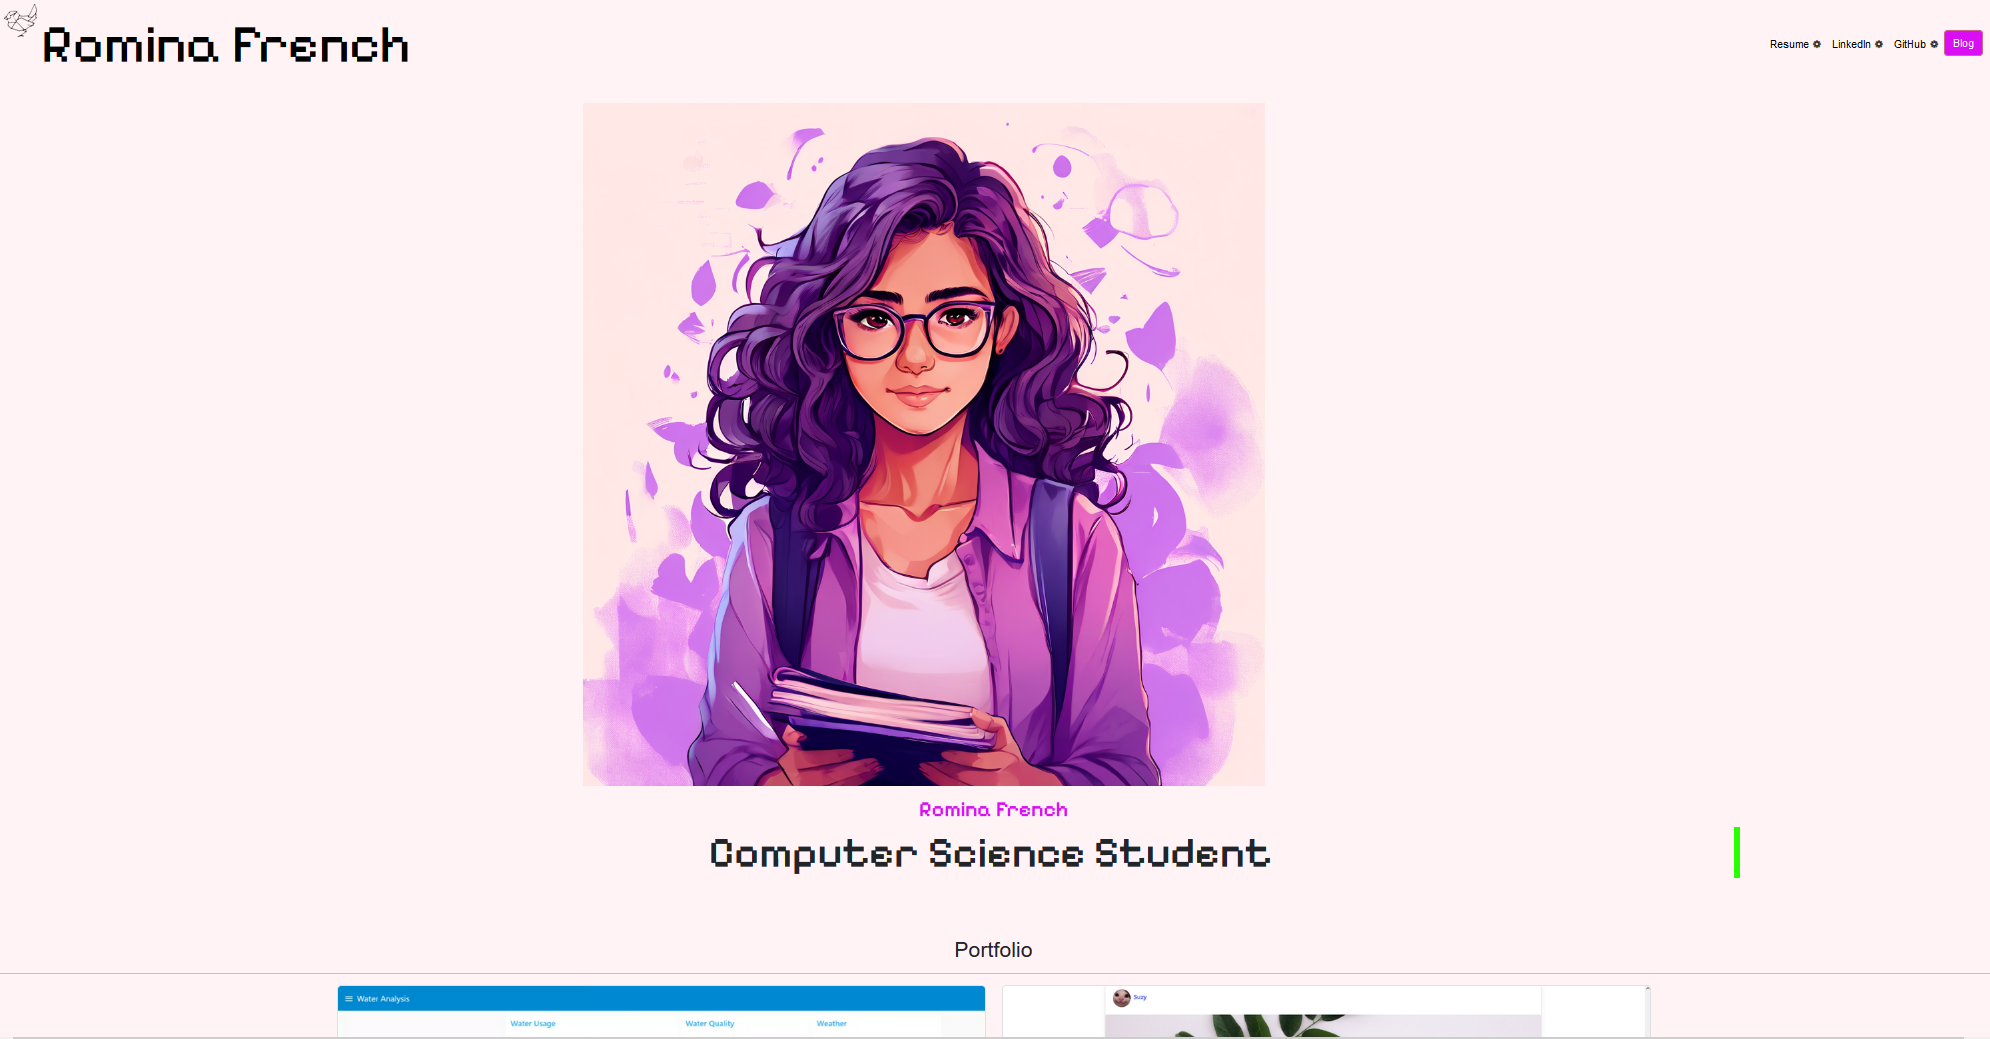 Romina French
Resume
LinkedIn
GitHub
Blog
Romina French
Computer Science Student
Portfolio
Water Analysis
Water Usage
Water Quality
Weather
Suzy